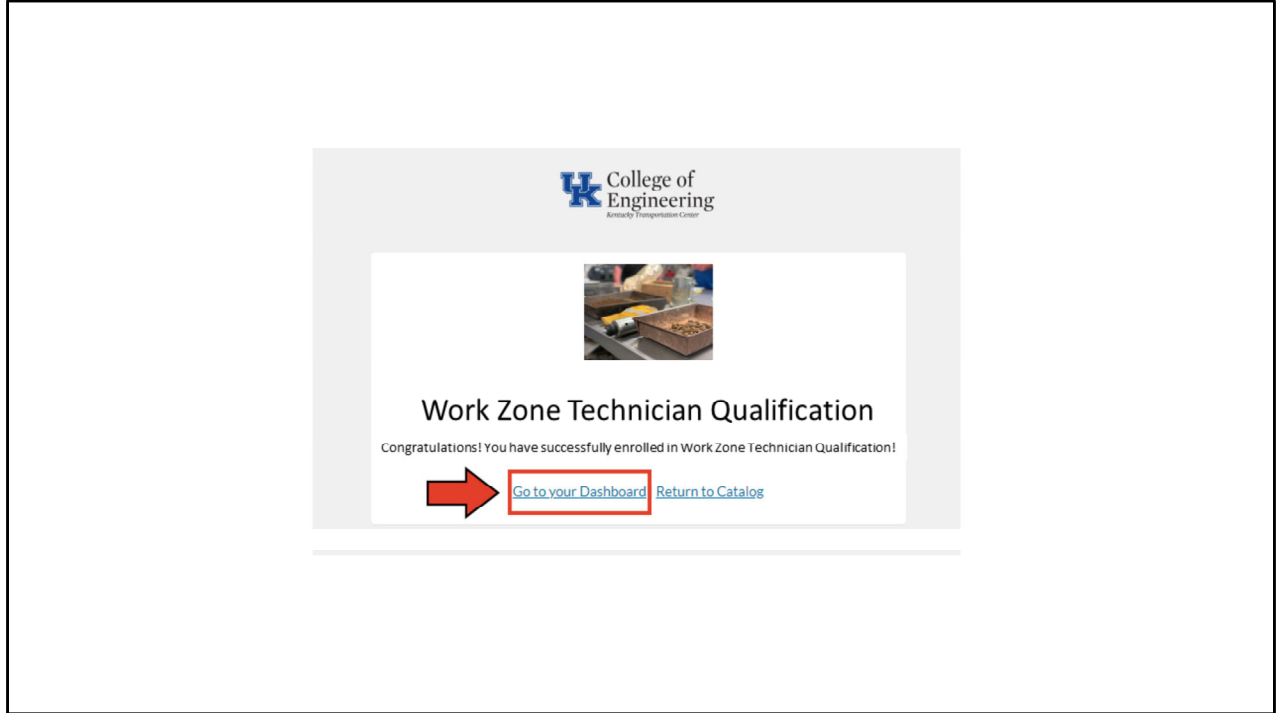 UK
College of
Engineering
Kentucky Transportation Center
Work Zone Technician Qualification
Congratulations! You have successfully enrolled in Work Zone Technician Qualification!
Go to your Dashboard Return to Catalog